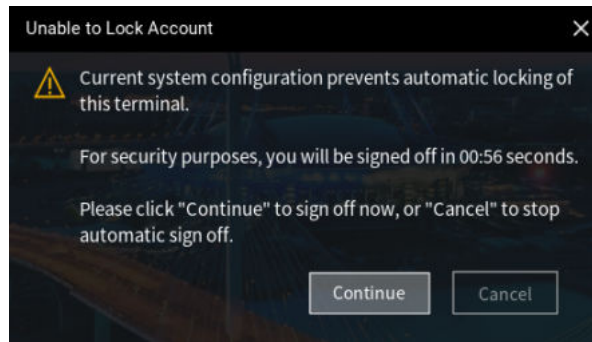 Unable to Lock Account
Current system configuration prevents automatic locking of
this terminal.
For security purposes, you will be signed off in 00:56 seconds.
Please click "Continue" to sign off now, or "Cancel" to stop
automatic sign off.
Continue Cancel